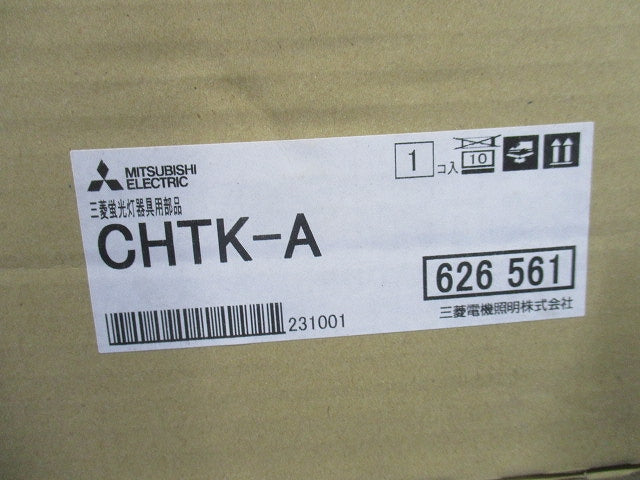 MITSUBISHI
ELECTRIC
1 コ入
10
三菱蛍光灯器具用部品
CHTK-A
626 561
231001
三菱電機照明株式会社